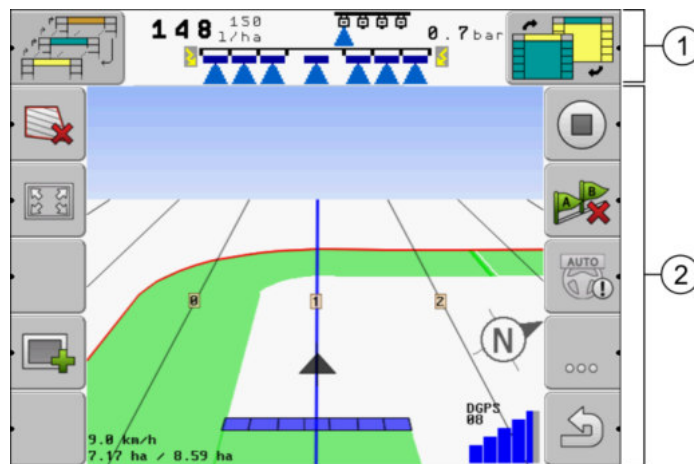 148 150 l/ha
0.7bar
1
A B
AUTO
2
0 1 2
N
DGPS
08
9.0 km/h
7.17 ha / 8.59 ha